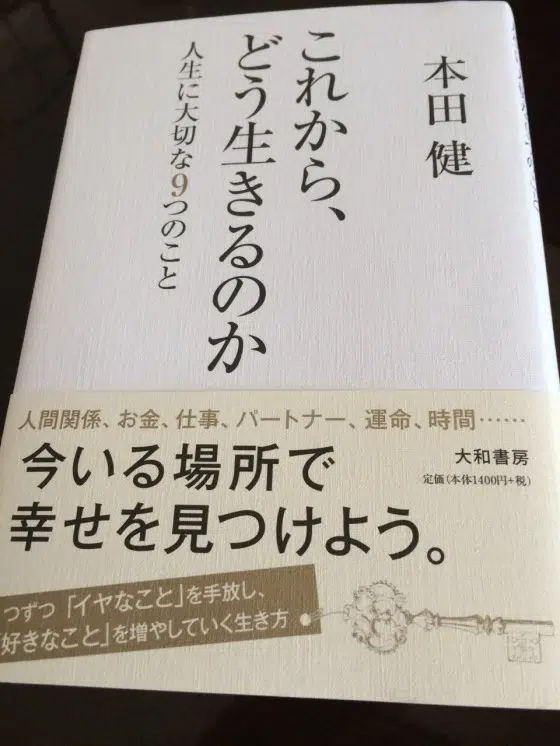 本田 健
これから、
どう生きるのか
人生に大切な9つのこと
人間関係、お金、仕事、パートナー、運命、時間……
今いる場所で
幸せを見つけよう。
大和書房
定価(本体1400円+税)
つずつ「イヤなこと」を手放し、
「好きなこと」を増やしていく生き方